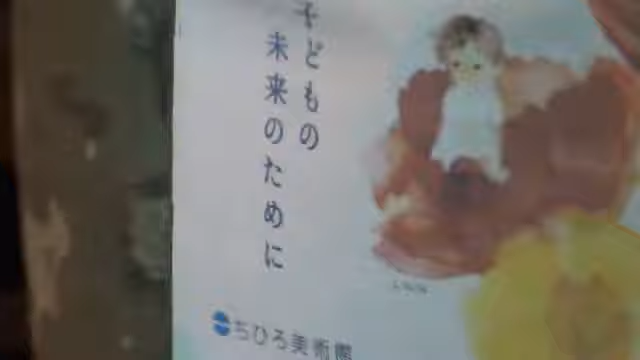 子どもの
未来のために
ちひろ美術館